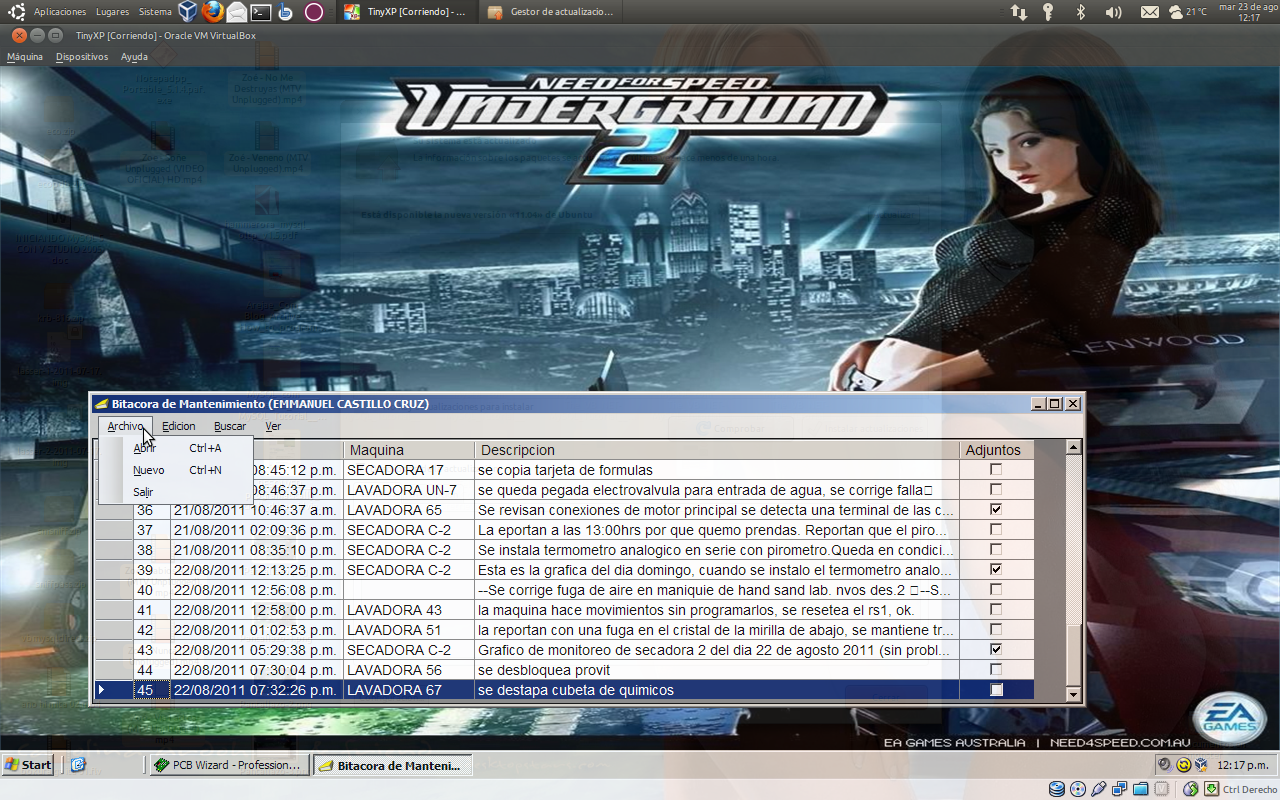 Aplicaciones Lugares Sistema TinyXP [Corriendo] - ... Gestor de actualizacio... 21 °C mar 23 de ago 12:17
TinyXP [Corriendo] - Oracle VM VirtualBox
Máquina Dispositivos Ayuda
NEED FOR SPEED
UNDERGROUND
2
KENWOOD
Bitacora de Mantenimiento (EMMANUEL CASTILLO CRUZ)
Archivo Edicion Buscar Ver
Abrir Ctrl+A
Nuevo Ctrl+N
Salir
Maquina Descripcion Adjuntos
08:45:12 p.m. SECADORA 17 se copia tarjeta de formulas
08:46:37 p.m. LAVADORA UN-7 se queda pegada electrovalvula para entrada de agua, se corrige falla
36 21/08/2011 10:46:37 a.m. LAVADORA 65 Se revisan conexiones de motor principal se detecta una terminal de las c...
37 21/08/2011 02:09:36 p.m. SECADORA C-2 La eportan a las 13:00hrs por que quemo prendas. Reportan que el piro...
38 21/08/2011 08:35:10 p.m. SECADORA C-2 Se instala termometro analogico en serie con pirometro.Queda en condici...
39 22/08/2011 12:13:25 p.m. SECADORA C-2 Esta es la grafica del dia domingo, cuando se instalo el termometro analo...
40 22/08/2011 12:56:08 p.m. --Se corrige fuga de aire en maniquie de hand sand lab. nvos des.2 --S...
41 22/08/2011 12:58:00 p.m. LAVADORA 43 la maquina hace movimientos sin programarlos, se resetea el rs1, ok.
42 22/08/2011 01:02:53 p.m. LAVADORA 51 la reportan con una fuga en el cristal de la mirilla de abajo, se mantiene tr...
43 22/08/2011 05:29:38 p.m. SECADORA C-2 Grafico de monitoreo de secadora 2 del dia 22 de agosto 2011 (sin probl...
44 22/08/2011 07:30:04 p.m. LAVADORA 56 se desbloquea provit
45 22/08/2011 07:32:26 p.m. LAVADORA 67 se destapa cubeta de quimicos
EA GAMES
EA GAMES AUSTRALIA | NEED4SPEED.COM.AU
Start PCB Wizard - Profession... Bitacora de Manteni... 12:17 p.m.
Ctrl Derecho